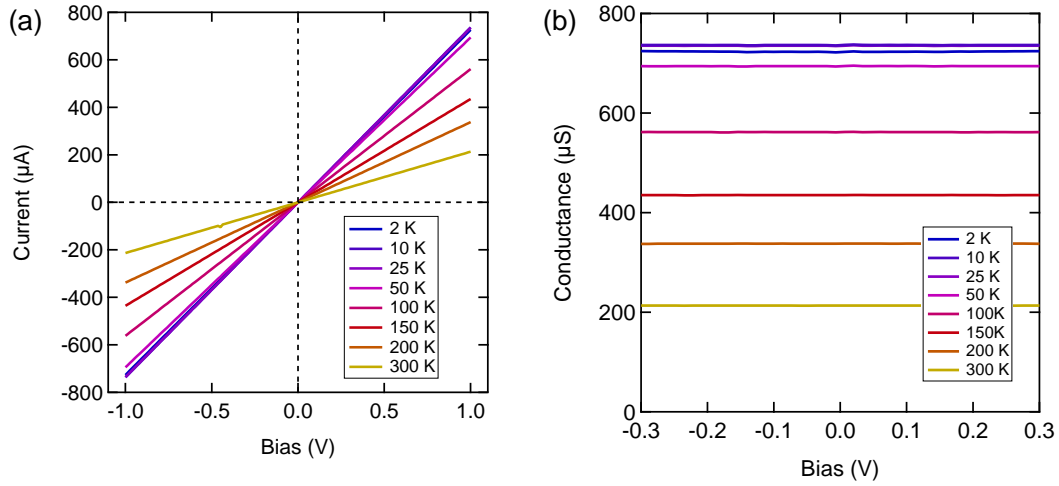 (a)
800
600
400
200
0
-200
-400
-600
-800
Current (µA)
-1.0
-0.5
0.0
0.5
1.0
Bias (V)
2 K
10 K
25 K
50 K
100 K
150 K
200 K
300 K
(b)
800
600
400
200
0
Conductance (µS)
-0.3
-0.2
-0.1
0.0
0.1
0.2
0.3
Bias (V)
2 K
10 K
25 K
50 K
100K
150K
200 K
300 K